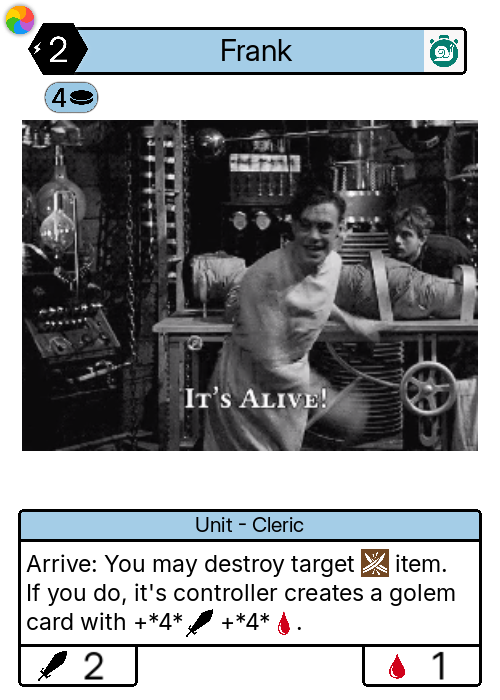 2
Frank
4
IT'S ALIVE!
Unit - Cleric
Arrive: You may destroy target item.
If you do, it's controller creates a golem
card with +*4* +*4* .
2
1